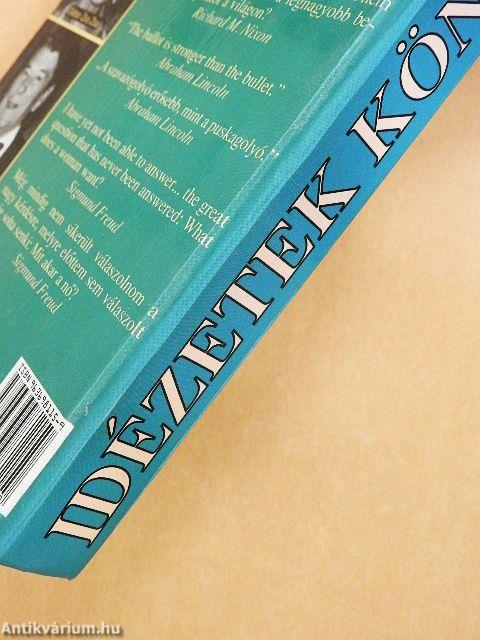 nem
a világon?
legnagyobb be-
Richard M. Nixon
"The ballot is stronger than the bullet."
Abraham Lincoln
„A szavazógolyó erősebb, mint a puskagolyó."
Abraham Lincoln
I have yet not been able to answer... the great
question that has never been answered: What
does a woman want?
Sigmund Freud
Még mindig nem sikerült válaszolnom a
nagy kérdésre, melyre előttem sem válaszolt
soha senki: Mit akar a nő?
Sigmund Freud
IDÉZETEK KÖN
Antikvárium.hu